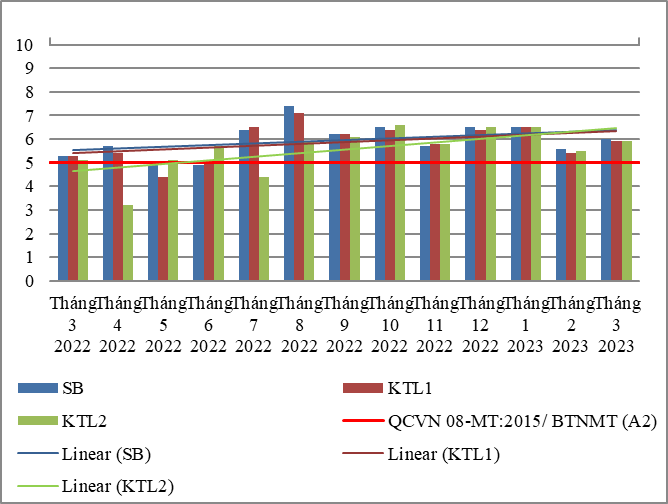 10
9
8
7
6
5
4
3
2
1
0
Tháng Tháng Tháng Tháng Tháng Tháng Tháng Tháng Tháng Tháng Tháng Tháng Tháng
3 4 5 6 7 8 9 10 11 12 1 2 3
2022 2022 2022 2022 2022 2022 2022 2022 2022 2022 2023 2023 2023
SB KTL1
KTL2 QCVN 08-MT:2015/ BTNMT (A2)
Linear (SB) Linear (KTL1)
Linear (KTL2)